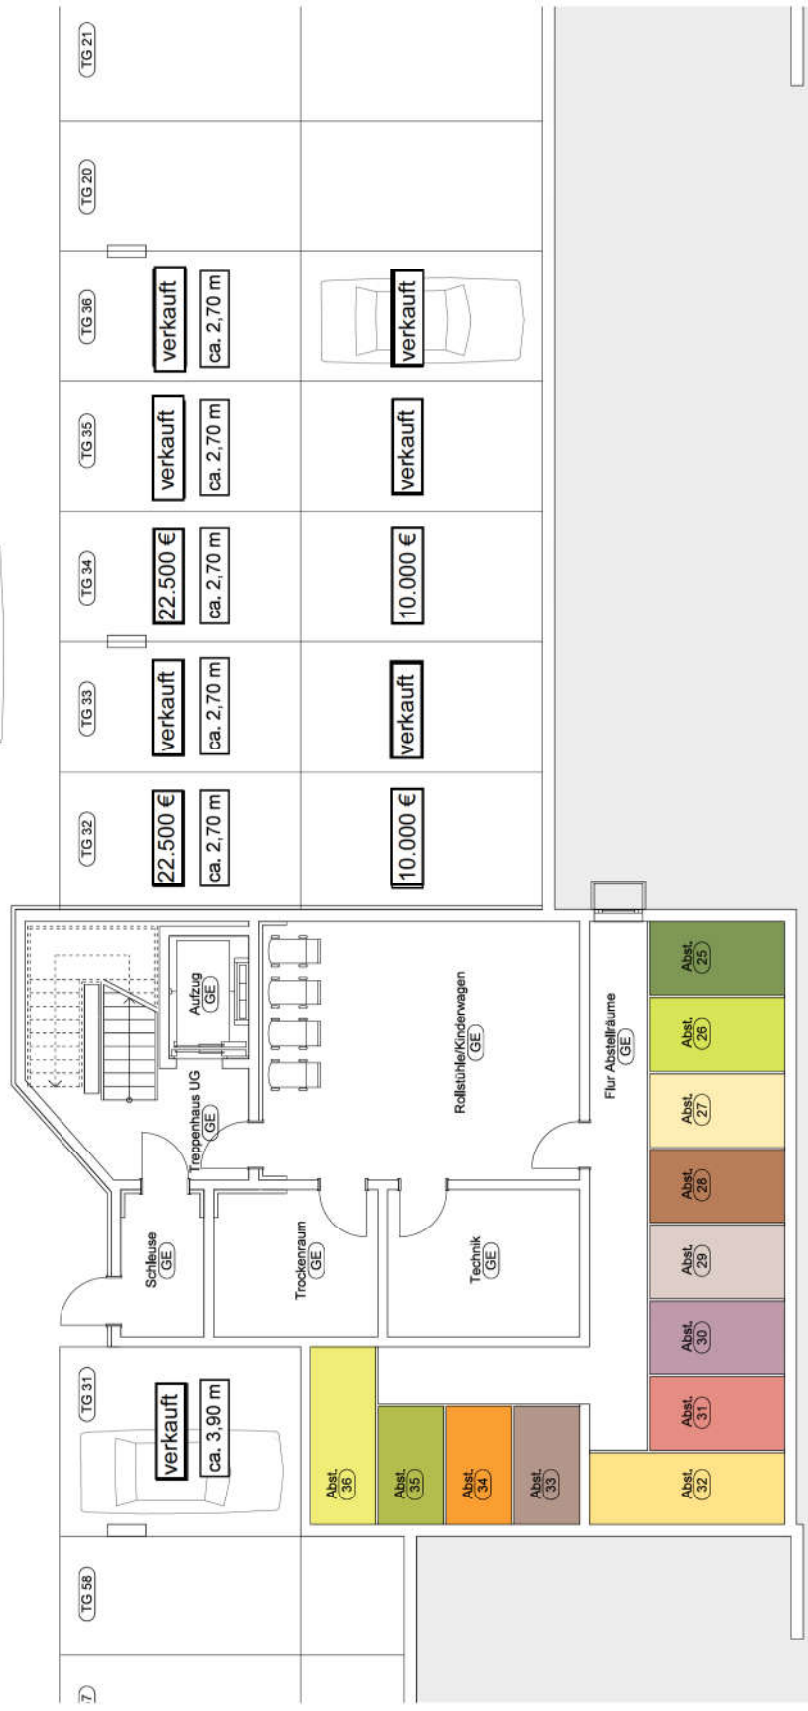 TG 21
TG 20
TG 36
verkauft
ca. 2,70 m
verkauft
TG 35
verkauft
ca. 2,70 m
verkauft
TG 34
22.500 €
ca. 2,70 m
10.000 €
TG 33
verkauft
ca. 2,70 m
verkauft
TG 32
22.500 €
ca. 2,70 m
10.000 €
Aufzug
GE
Treppenhaus UG
GE
Rollstühle/Kinderwagen
GE
Flur Abstellräume
GE
Schleuse
GE
Trockenraum
GE
Technik
GE
Abst.
25
Abst.
26
Abst.
27
Abst.
28
Abst.
29
Abst.
30
Abst.
31
Abst.
32
TG 31
verkauft
ca. 3,90 m
Abst.
36
Abst.
35
Abst.
34
Abst.
33
TG 58
7